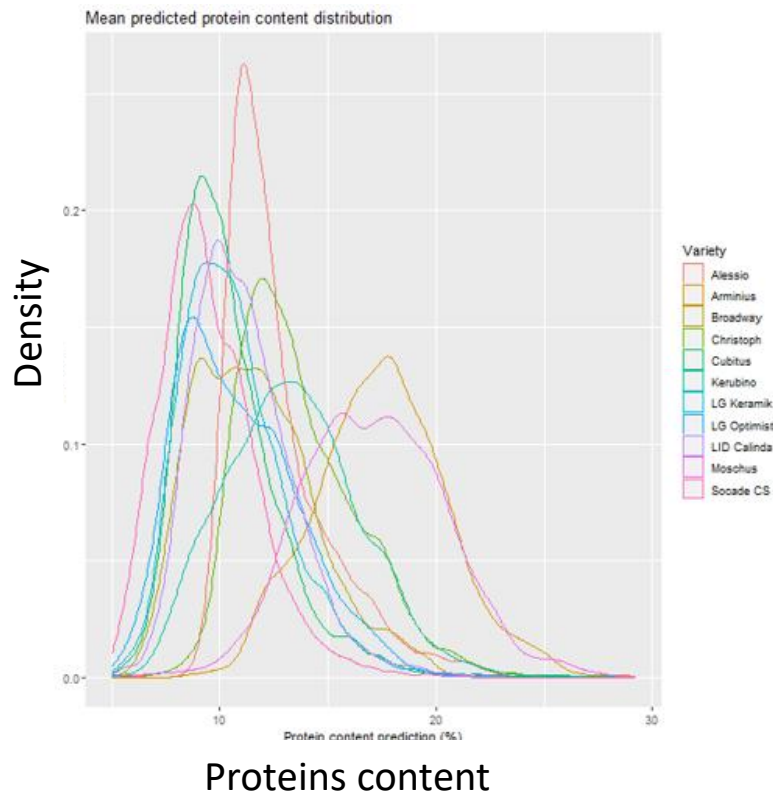 Mean predicted protein content distribution
Density
0.2
0.1
0.0
10
20
30
Protein content prediction (%)
Proteins content
Variety
Alessio
Arminius
Broadway
Christoph
Cubitus
Kerubino
LG Keramik
LG Optimist
LID Calinda
Moschus
Socade CS